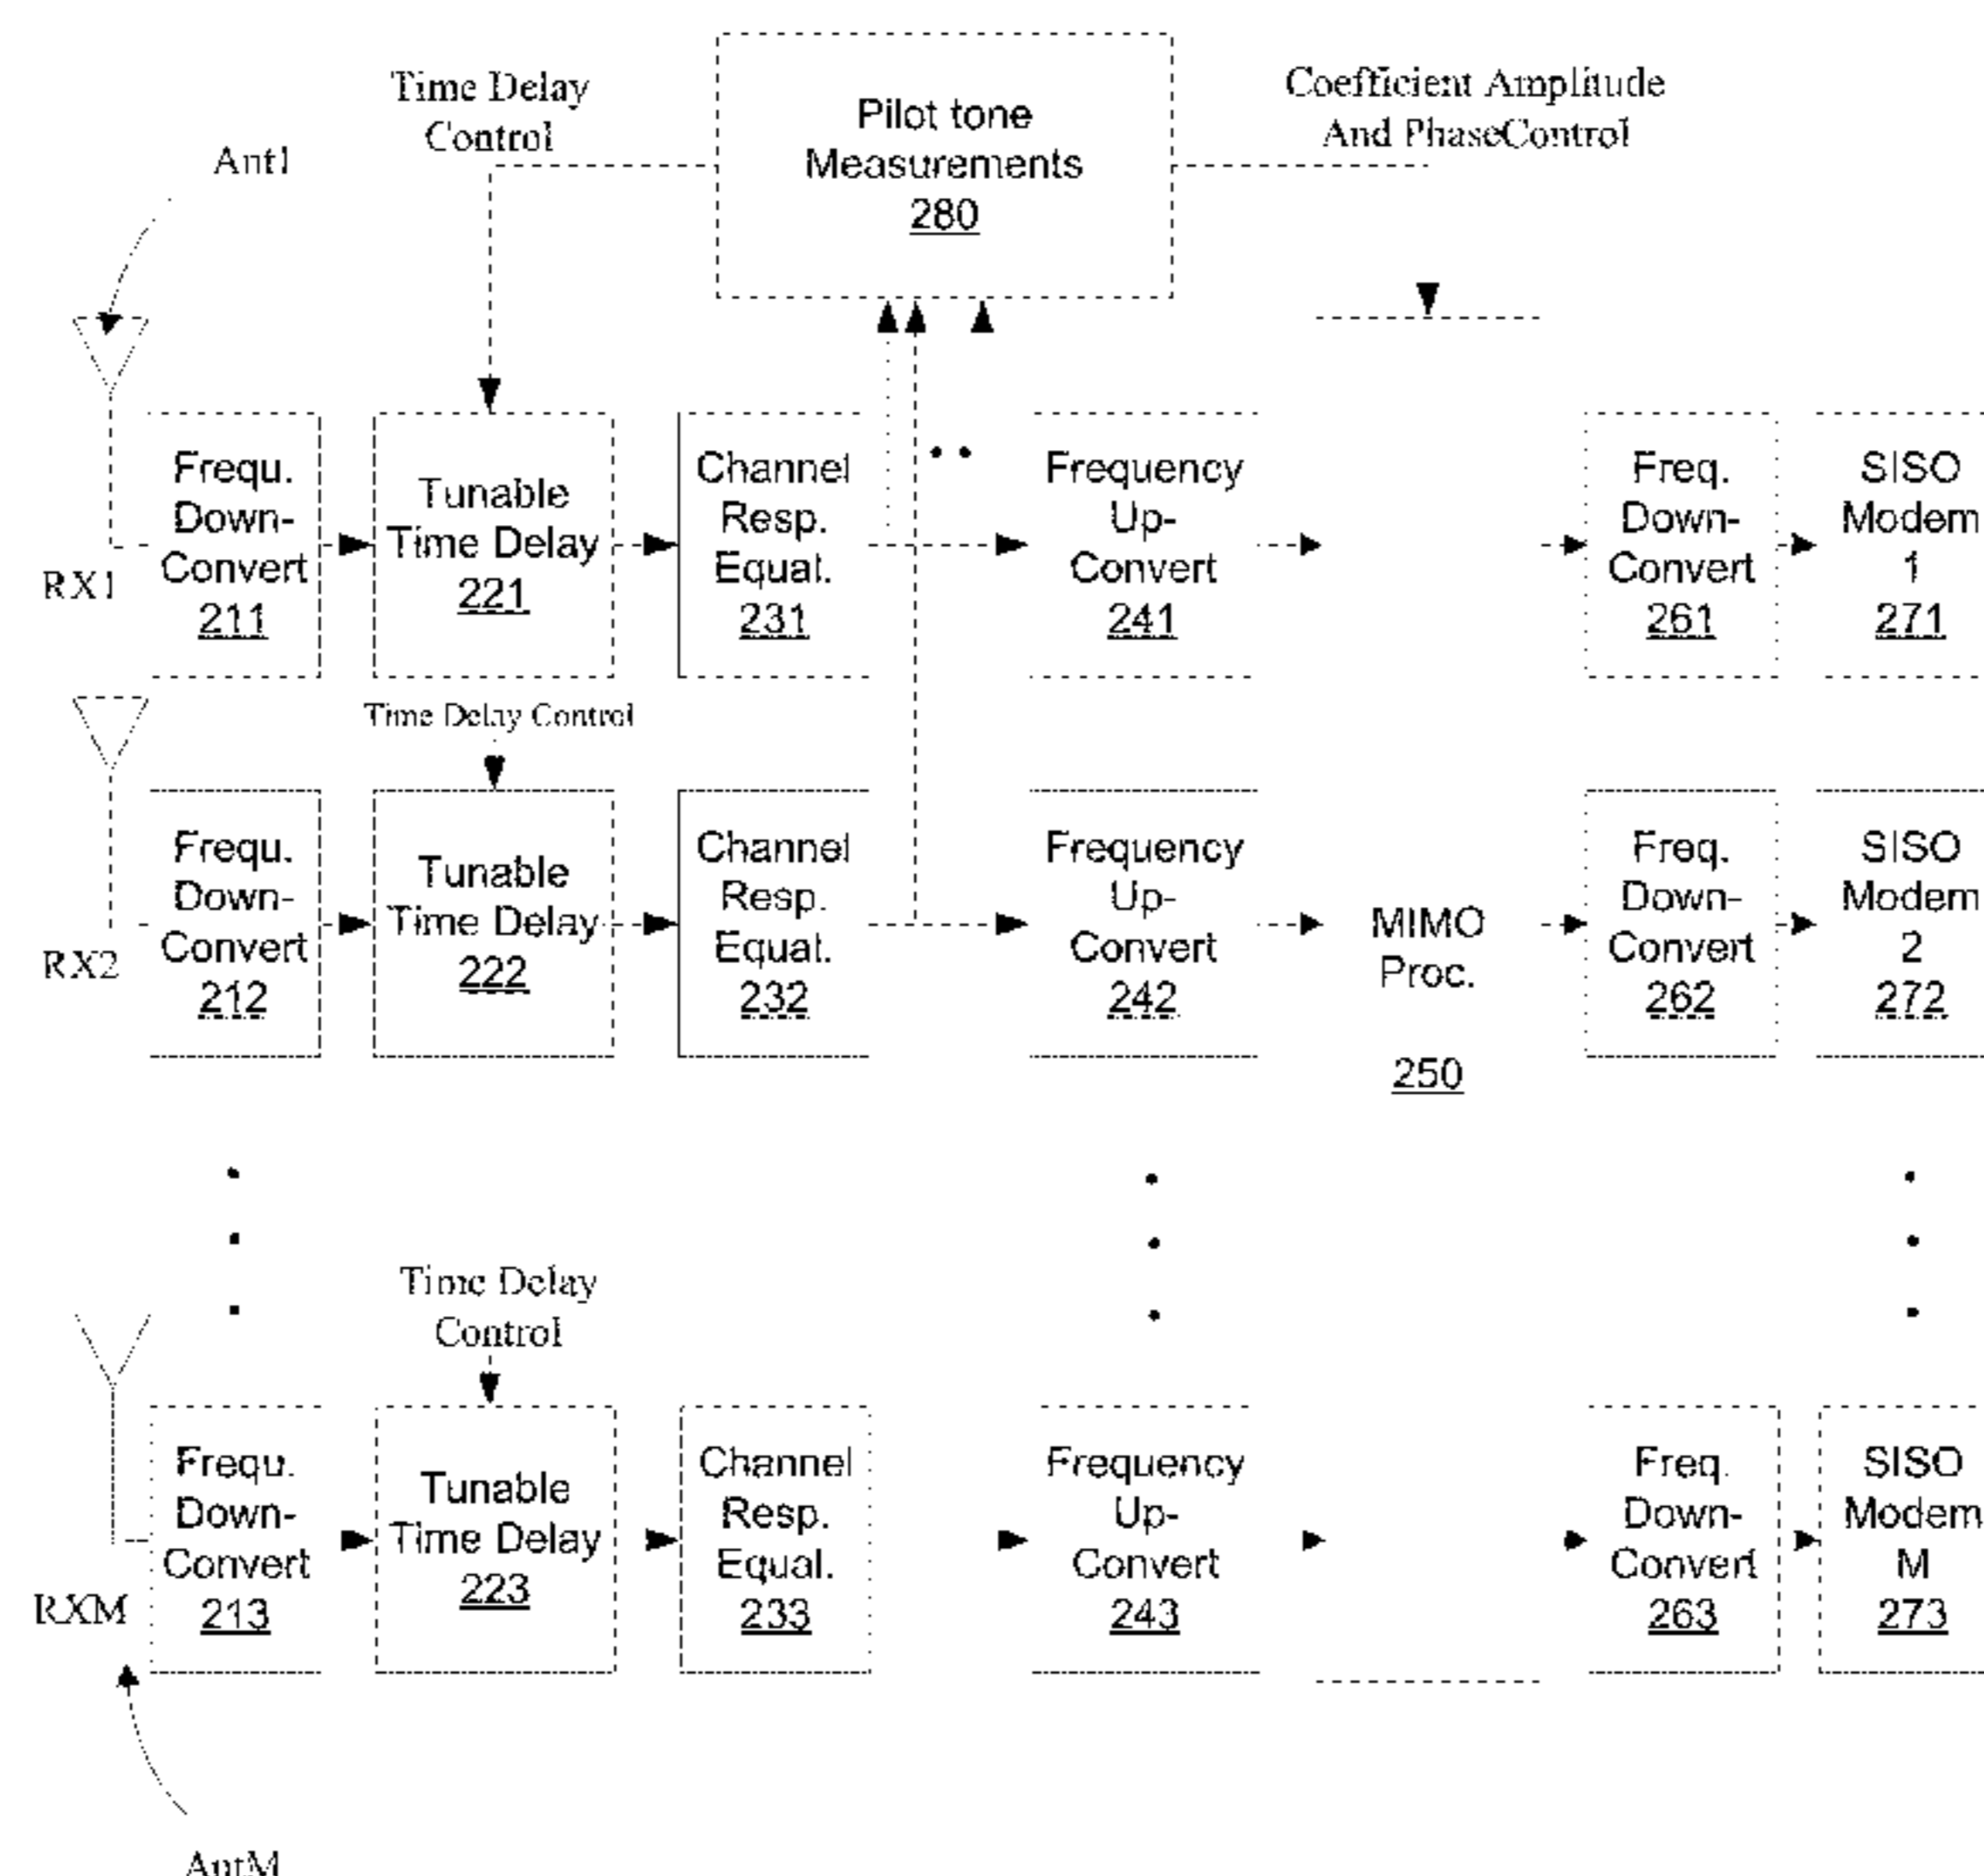 Time Delay
Control
Pilot tone
Measurements
280
Coefficient Amplitude
And PhaseControl
Ant1
RX1
Frequ.
Down-
Convert
211
Tunable
Time Delay
221
Channel
Resp.
Equal.
231
Frequency
Up-
Convert
241
Freq.
Down-
Convert
261
SISO
Modem
1
271
Time Delay Control
RX2
Frequ.
Down-
Convert
212
Tunable
Time Delay
222
Channel
Resp.
Equal.
232
Frequency
Up-
Convert
242
MIMO
Proc.
250
Freq.
Down-
Convert
262
SISO
Modem
2
272
Time Delay
Control
RXM
Frequ.
Down-
Convert
213
Tunable
Time Delay
223
Channel
Resp.
Equal.
233
Frequency
Up-
Convert
243
Freq.
Down-
Convert
263
SISO
Modem
M
273
AntM